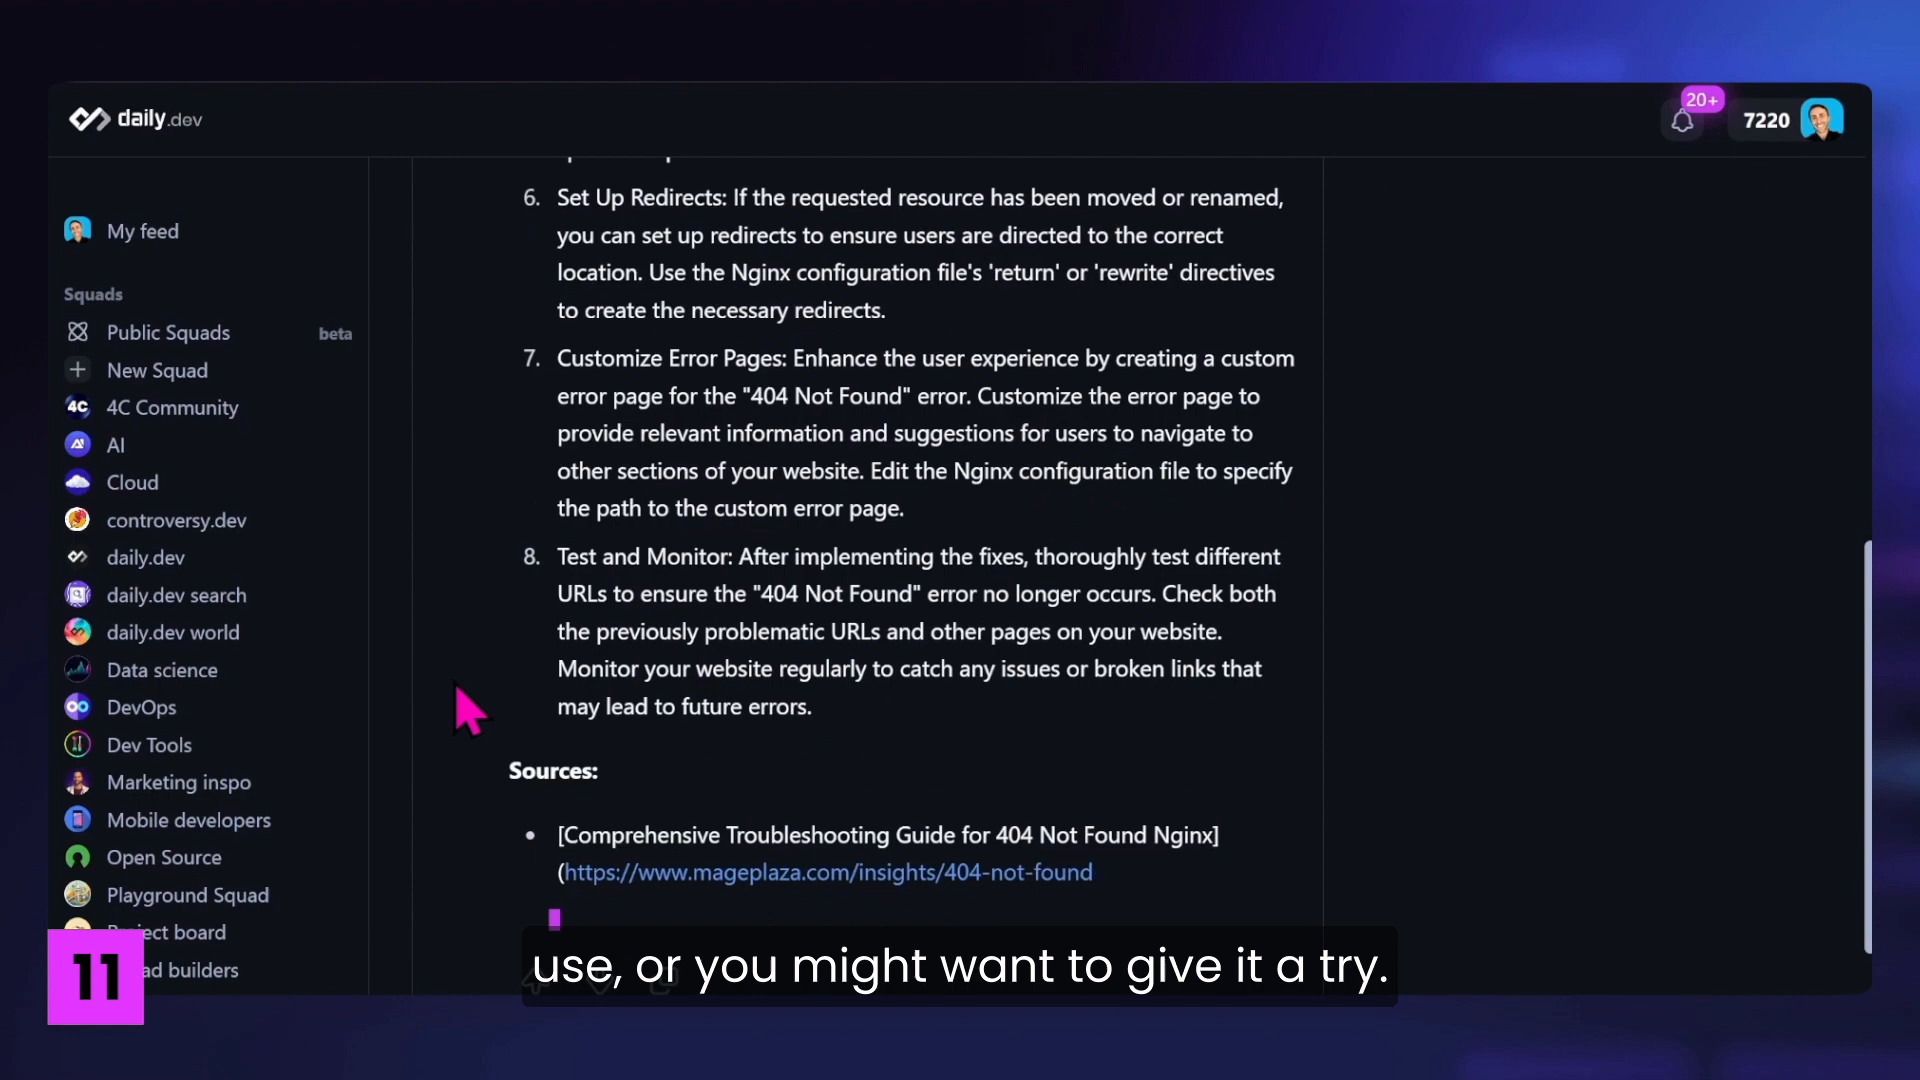 daily.dev
20+
7220
My feed
Squads
Public Squads beta
New Squad
4C Community
AI
Cloud
controversy.dev
daily.dev
daily.dev search
daily.dev world
Data science
DevOps
Dev Tools
Marketing inspo
Mobile developers
Open Source
Playground Squad
ect board
ad builders
6. Set Up Redirects: If the requested resource has been moved or renamed,
you can set up redirects to ensure users are directed to the correct
location. Use the Nginx configuration file's 'return' or 'rewrite' directives
to create the necessary redirects.
7. Customize Error Pages: Enhance the user experience by creating a custom
error page for the "404 Not Found" error. Customize the error page to
provide relevant information and suggestions for users to navigate to
other sections of your website. Edit the Nginx configuration file to specify
the path to the custom error page.
8. Test and Monitor: After implementing the fixes, thoroughly test different
URLs to ensure the "404 Not Found" error no longer occurs. Check both
the previously problematic URLs and other pages on your website.
Monitor your website regularly to catch any issues or broken links that
may lead to future errors.
Sources:
• [Comprehensive Troubleshooting Guide for 404 Not Found Nginx]
(https://www.mageplaza.com/insights/404-not-found
11
use, or you might want to give it a try.